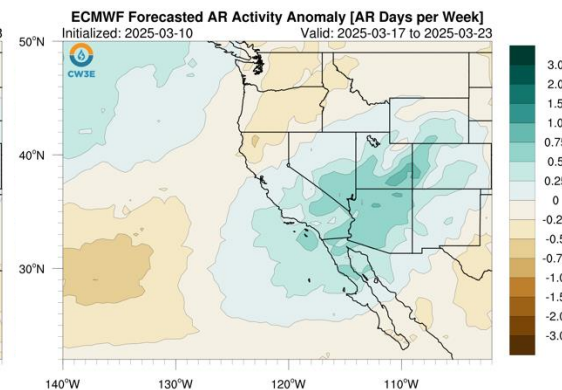 ECMWF Forecasted AR Activity Anomaly [AR Days per Week]
Initialized: 2025-03-10 Valid: 2025-03-17 to 2025-03-23
50°N
CW3E
40°N
30°N
140°W 130°W 120°W 110°W
3.0
2.0
1.5
1.0
0.75
0.5
0.25
0
-0.2
-0.5
-0.7
-1.0
-1.5
-2.0
-3.0